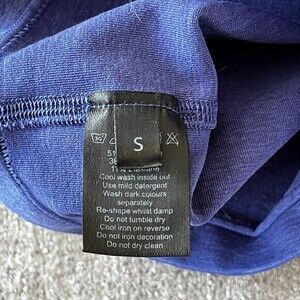 S
Cool wash inside out
Use mild detergent
Wash dark colours
separately
Re-shape whilst damp
Do not tumble dry
Cool iron on reverse
Do not iron decoration
Do not dry clean